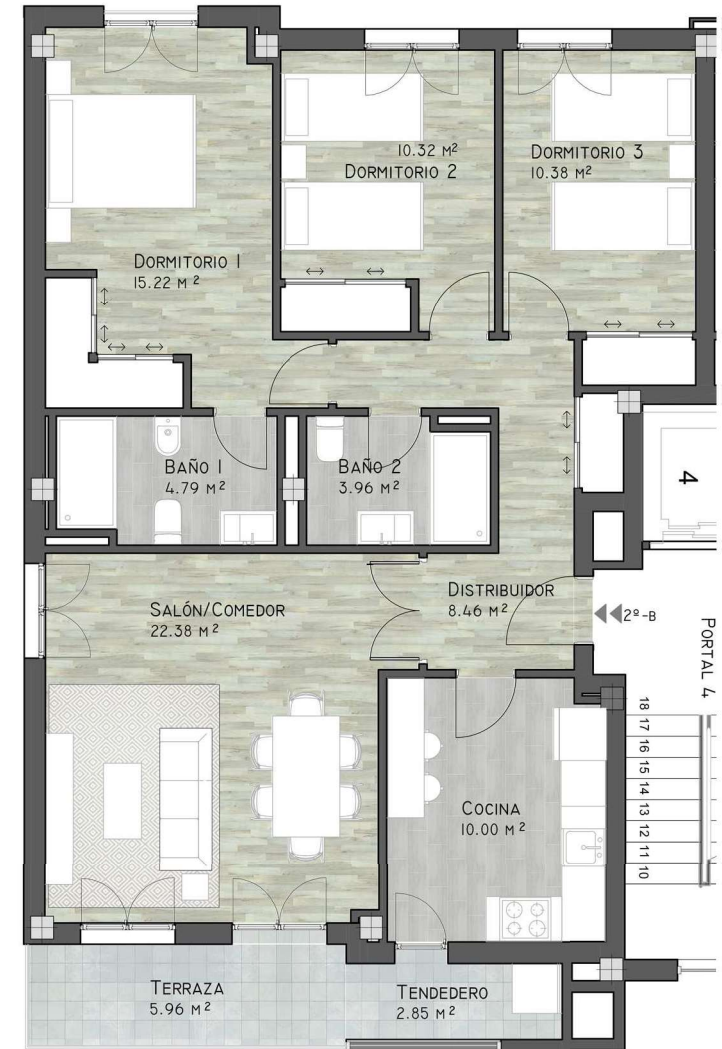 10.32 M²
DORMITORIO 2
DORMITORIO 3
10.38 M²
DORMITORIO 1
15.22 M²
BAÑO 1
4.79 M²
BAÑO 2
3.96 M²
4
SALÓN/COMEDOR
22.38 M²
DISTRIBUIDOR
8.46 M²
2º-B
PORTAL 4
18
17
16
15
14
13
12
11
10
COCINA
10.00 M²
TERRAZA
5.96 M²
TENDEDERO
2.85 M²